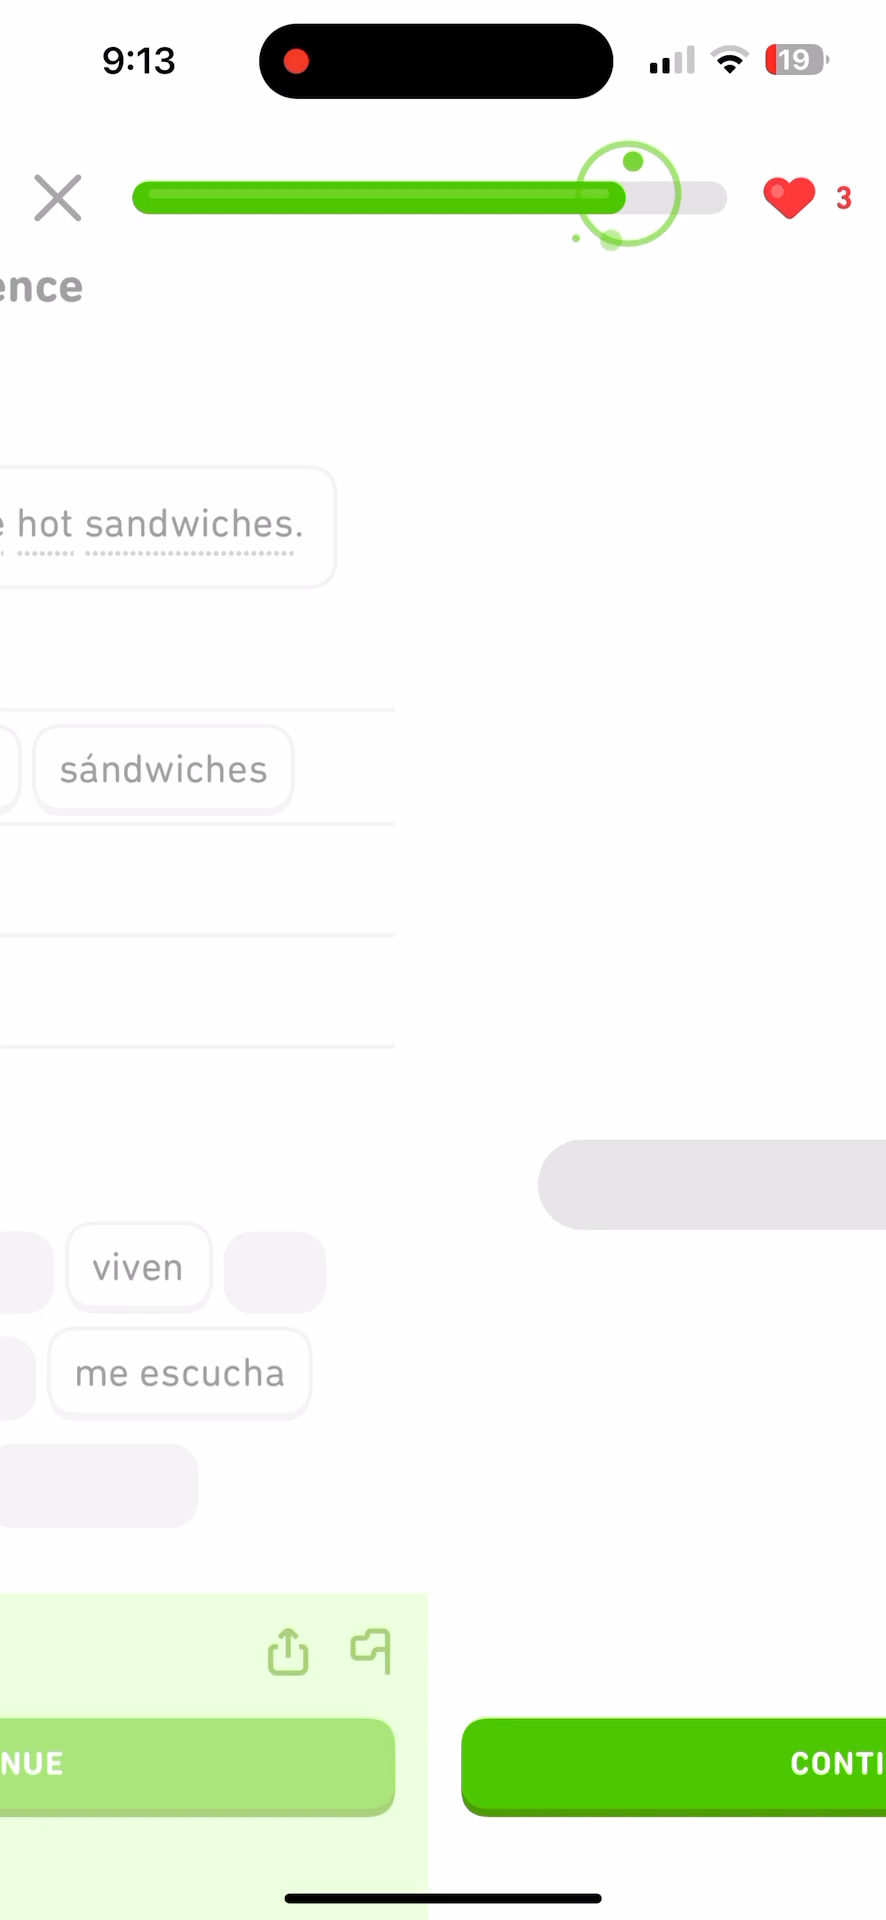 9:13
19
3
ence
hot sandwiches.
sándwiches
viven
me escucha
NUE
CONTI